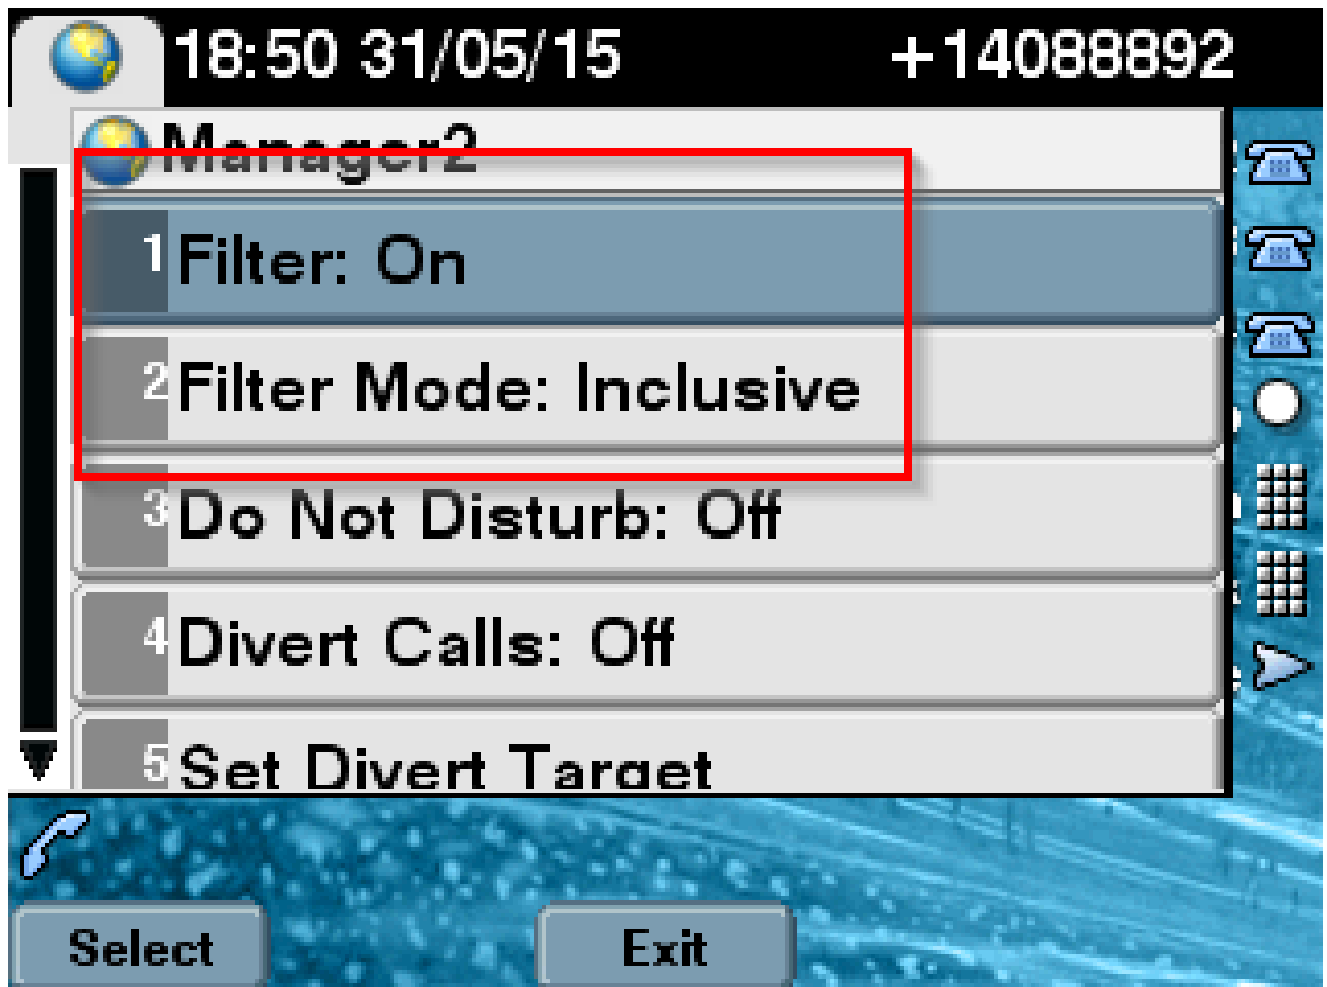 18:50 31/05/15 +14088892
Manager2
1 Filter: On
2 Filter Mode: Inclusive
3 Do Not Disturb: Off
4 Divert Calls: Off
5 Set Divert Target
Select Exit